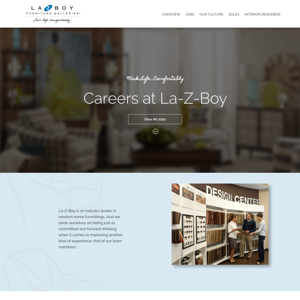 LA Z BOY
FURNITURE GALLERIES
Live life comfortably.
OVERVIEW JOBS OUR CULTURE SALES INTERIOR DESIGNERS
Work.Life.Comfortably
Careers at La-Z-Boy
View All Jobs
DESIGN CENTER
La-Z-Boy is an industry leader in
modern home furnishings. And we
pride ourselves on being just as
committed and forward-thinking
when it comes to improving another
kind of experience: that of our team
members.